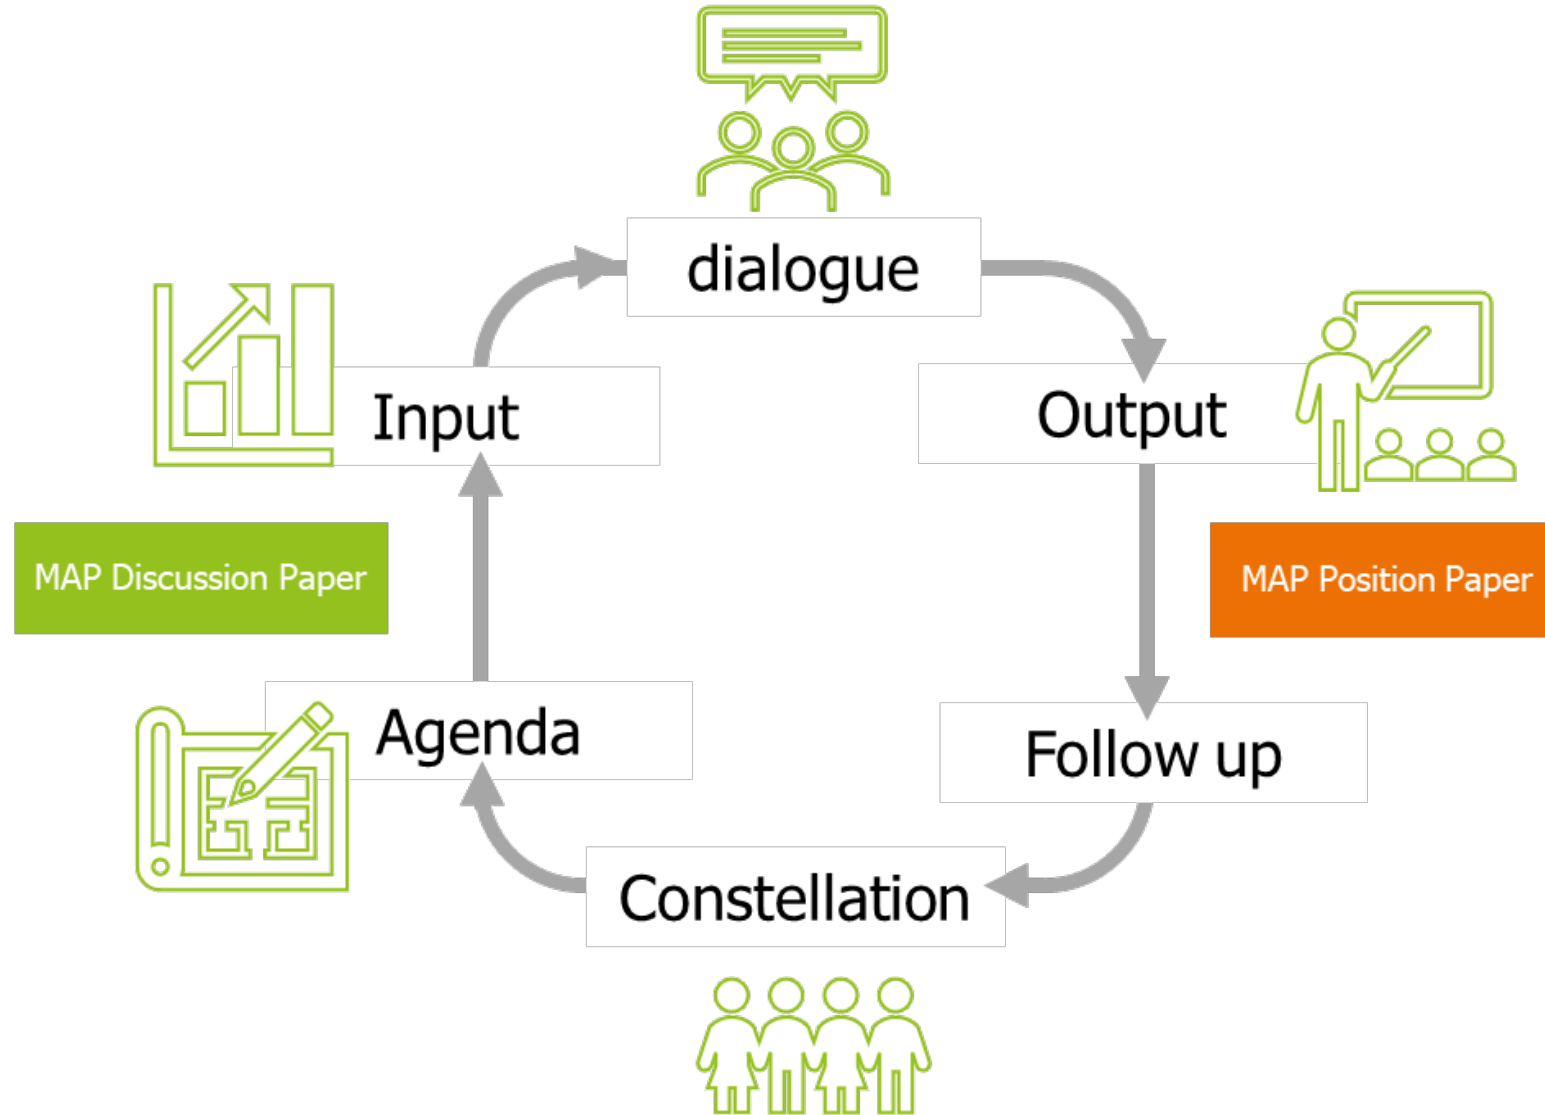 dialogue
Input
Output
MAP Discussion Paper
MAP Position Paper
Agenda
Follow up
Constellation